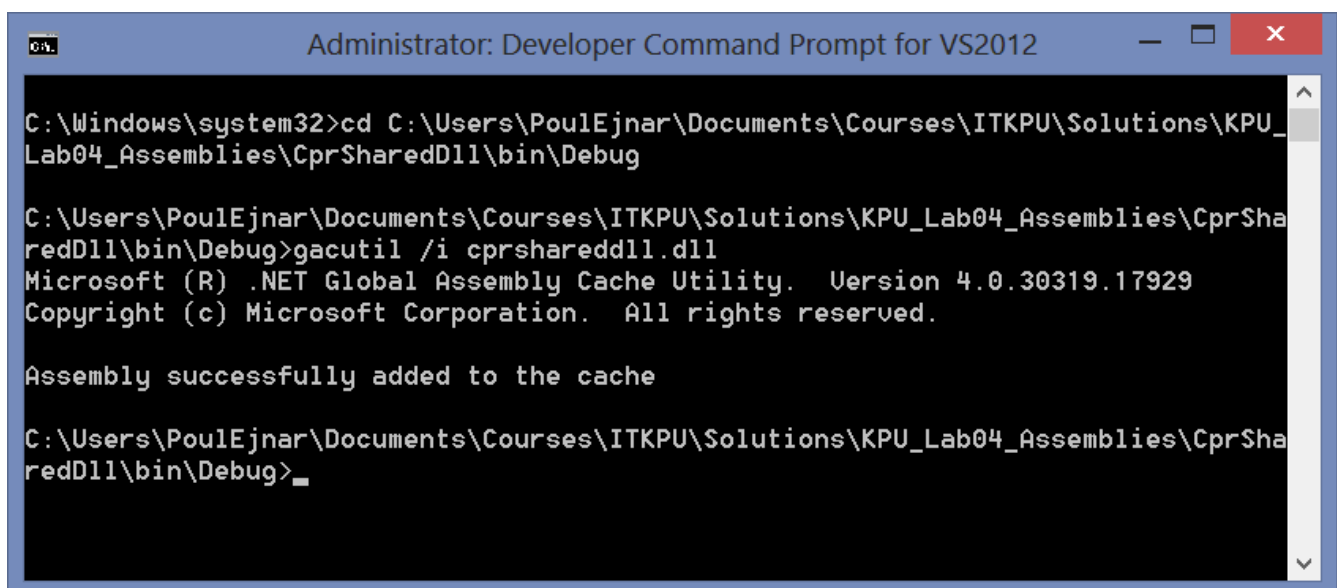 Administrator: Developer Command Prompt for VS2012
C:\Windows\system32>cd C:\Users\PoulEjnar\Documents\Courses\ITKPU\Solutions\KPU_
Lab04_Assemblies\CprSharedDll\bin\Debug
C:\Users\PoulEjnar\Documents\Courses\ITKPU\Solutions\KPU_Lab04_Assemblies\CprSha
redDll\bin\Debug>gacutil /i cprshareddll.dll
Microsoft (R) .NET Global Assembly Cache Utility.  Version 4.0.30319.17929
Copyright (c) Microsoft Corporation.  All rights reserved.
Assembly successfully added to the cache
C:\Users\PoulEjnar\Documents\Courses\ITKPU\Solutions\KPU_Lab04_Assemblies\CprSha
redDll\bin\Debug>_